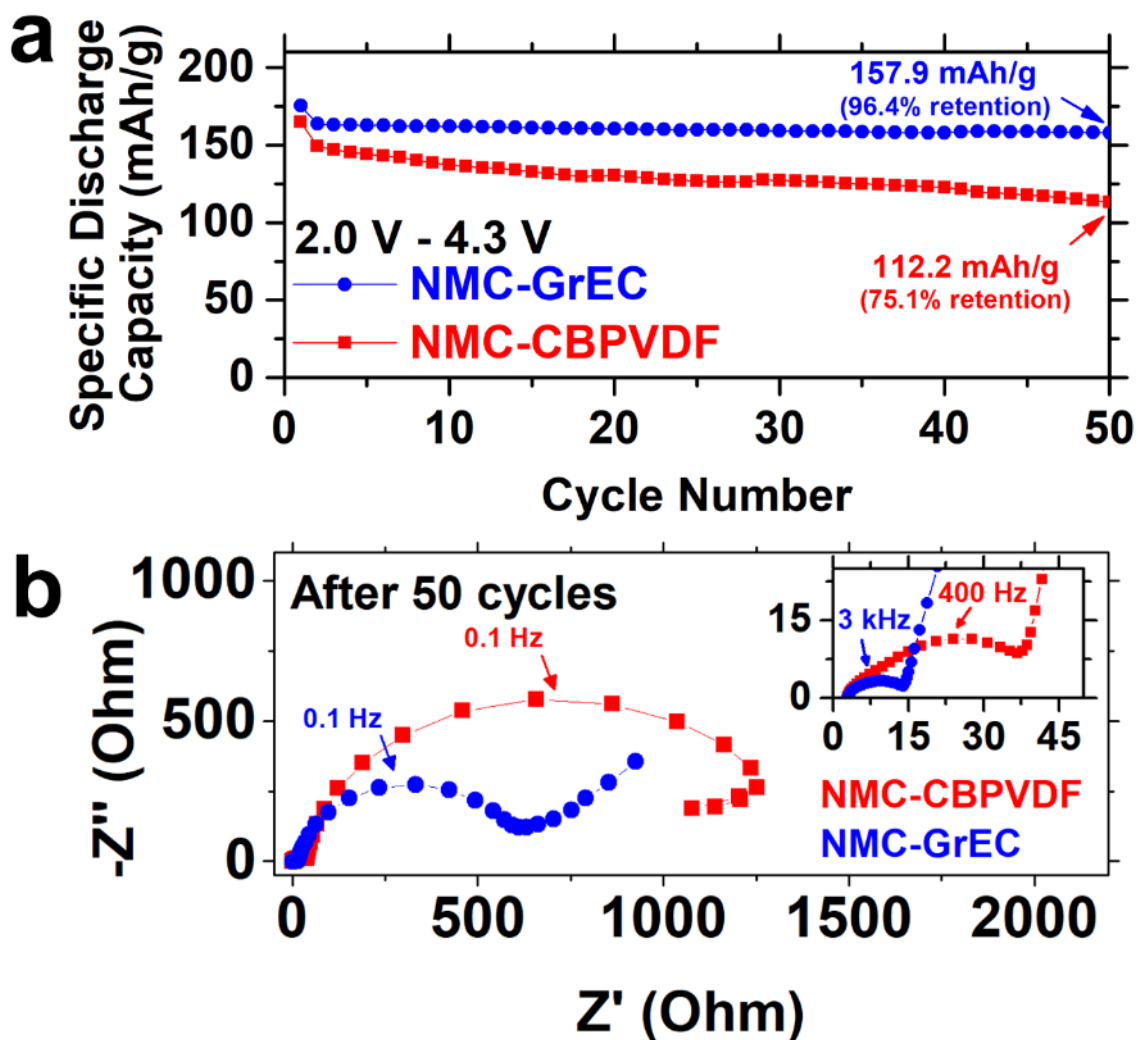 a
Specific Discharge
Capacity (mAh/g)
200
150
100
50
0
157.9 mAh/g
(96.4% retention)
2.0 V - 4.3 V
NMC-GrEC
NMC-CBPVDF
112.2 mAh/g
(75.1% retention)
0 10 20 30 40 50
Cycle Number
b
-Z'' (Ohm)
1000
500
0
After 50 cycles
0.1 Hz
0.1 Hz
15
0
3 kHz
400 Hz
0 15 30 45
NMC-CBPVDF
NMC-GrEC
0 500 1000 1500 2000
Z' (Ohm)